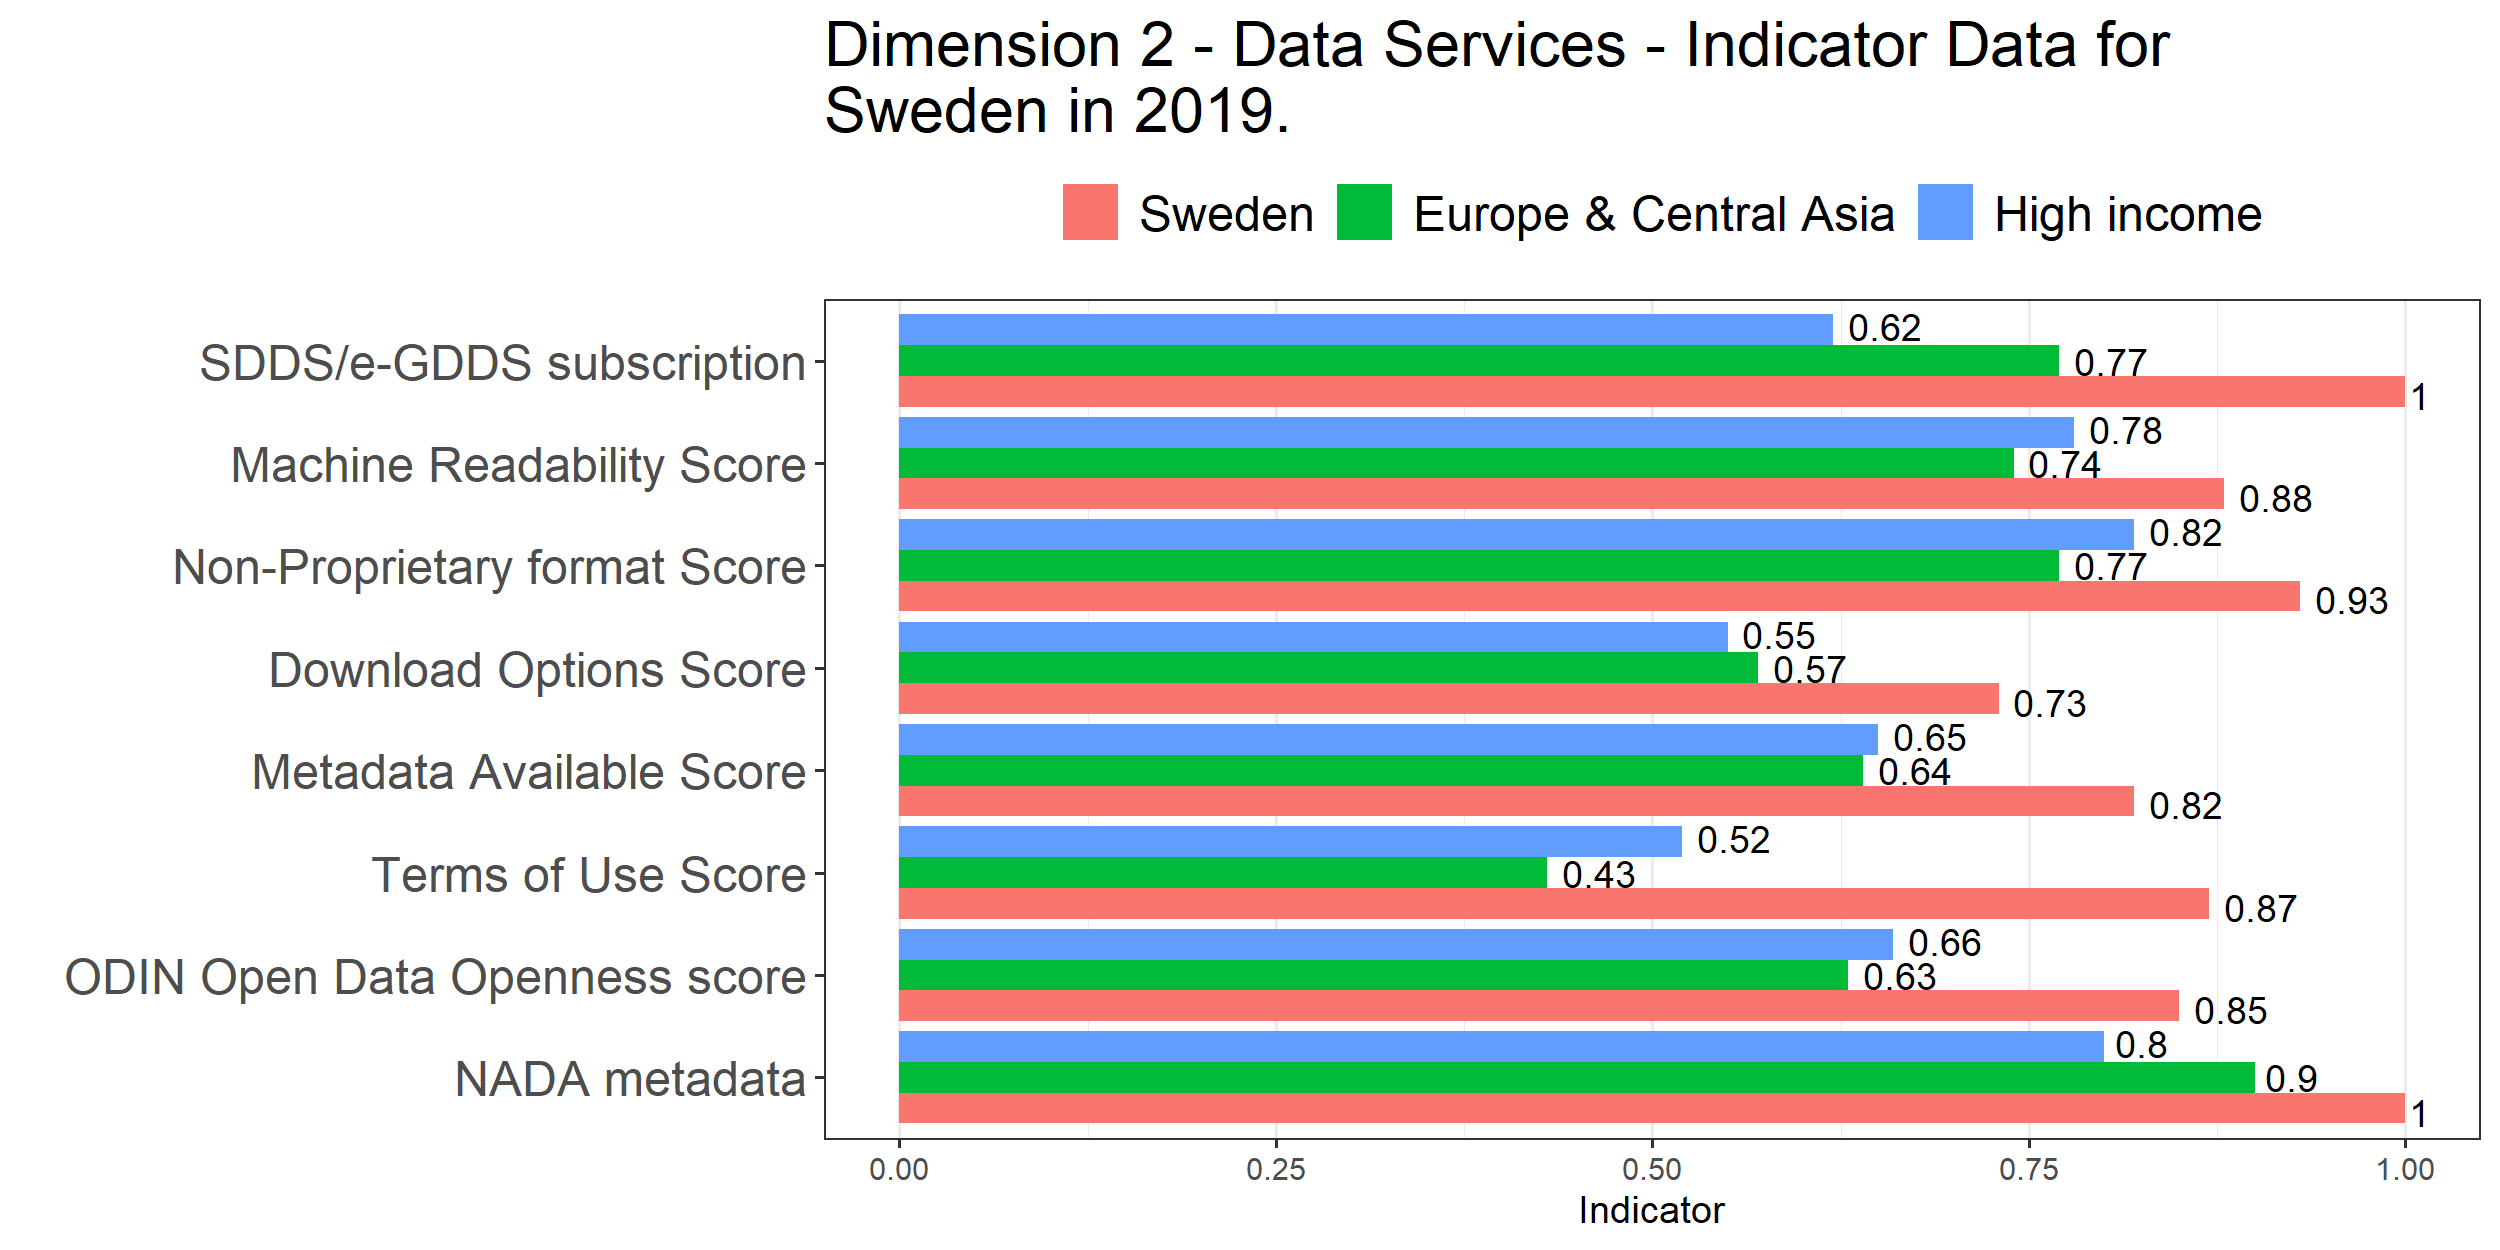 Dimension 2 - Data Services - Indicator Data for
Sweden in 2019.
Sweden Europe & Central Asia High income
SDDS/e-GDDS subscription
0.62
0.77
1
Machine Readability Score
0.78
0.74
0.88
Non-Proprietary format Score
0.82
0.77
0.93
Download Options Score
0.55
0.57
0.73
Metadata Available Score
0.65
0.64
0.82
Terms of Use Score
0.52
0.43
0.87
ODIN Open Data Openness score
0.66
0.63
0.85
NADA metadata
0.8
0.9
1
0.00 0.25 0.50 0.75 1.00
Indicator